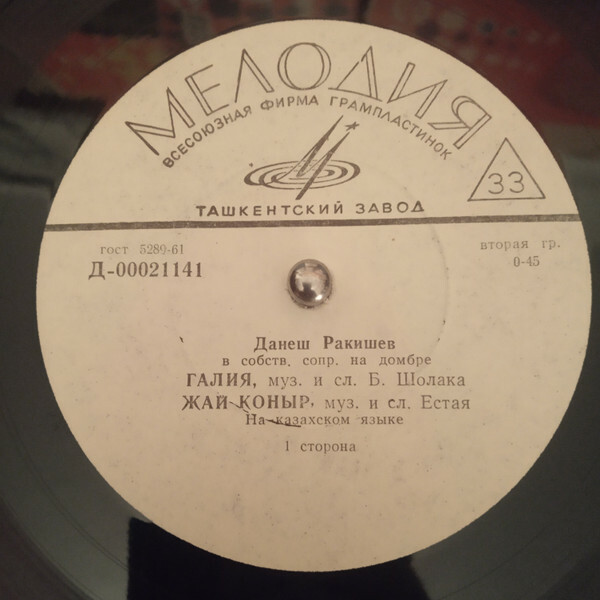 МЕЛОДИЯ
ВСЕСОЮЗНАЯ ФИРМА ГРАМПЛАСТИНОК
33
ТАШКЕНТСКИЙ ЗАВОД
гост 5289-61
Д-00021141
вторая гр.
0-45
Данеш Ракишев
в собств. сопр. на домбре
ГАЛИЯ, муз. и сл. Б. Шолака
ЖАЙ КОНЫР, муз. и сл. Естая
На казахском языке
1 сторона